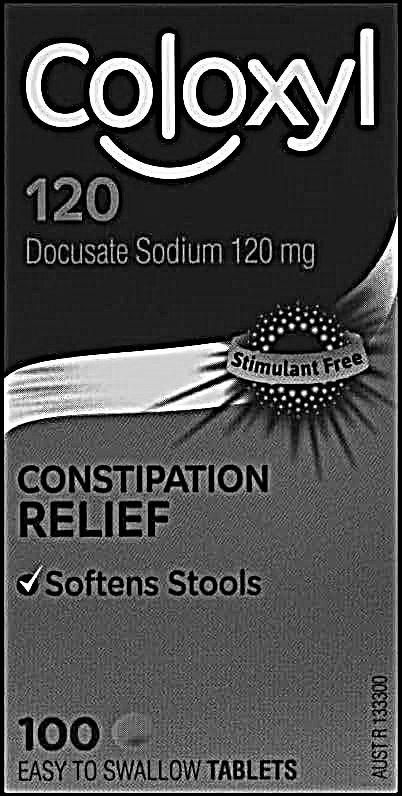 Coloxyl
120
Docusate Sodium 120 mg
Stimulant Free
CONSTIPATION
RELIEF
Softens Stools
100
EASY TO SWALLOW TABLETS
AUST R 133300